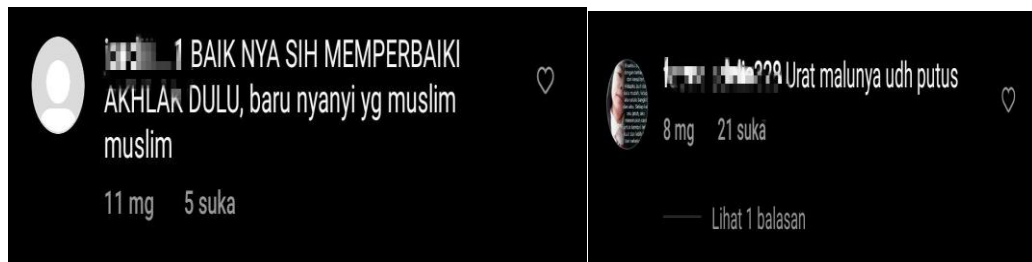 1 BAIK NYA SIH MEMPERBAIKI
AKHLAK DULU, baru nyanyi yg muslim
muslim
11 mg 5 suka
Urat malunya udh putus
8 mg 21 suka
Lihat 1 balasan